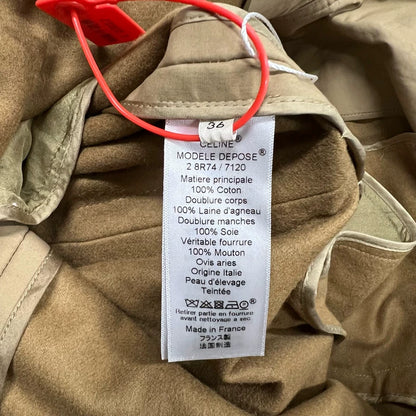 36
CELINE®
MODELE DEPOSE®
2 8R74 / 7120
Matiere principale
100% Coton
Doublure corps
100% Laine d'agneau
Doublure manches
100% Soie
Véritable fourrure
100% Mouton
Ovis aries
Origine Italie
Peau d'élevage
Teintée
Retirer partie en fourrure
avant nettoyage à sec
Made in France
フランス製
法国制造